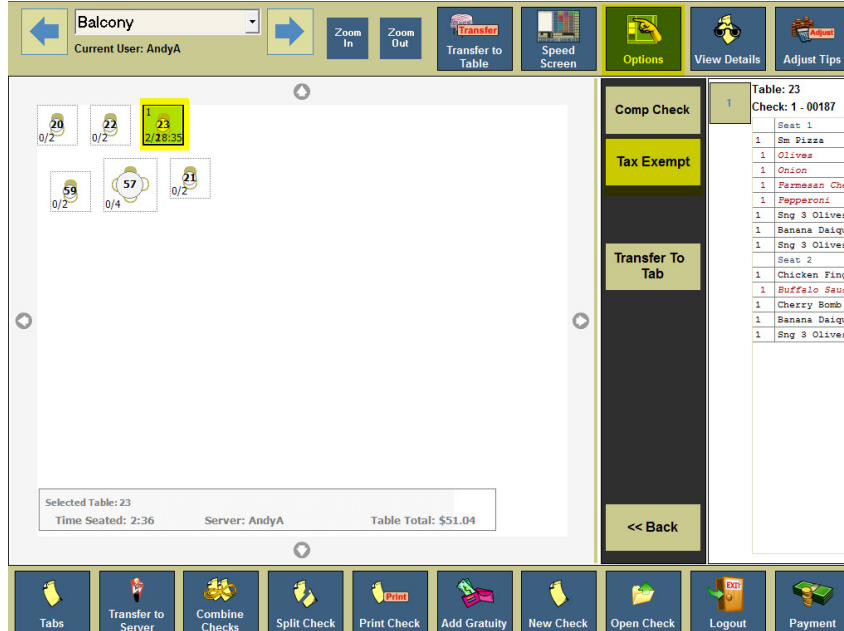 Balcony
Current User: AndyA
Zoom
In
Zoom
Out
Transfer
Transfer to
Table
Speed
Screen
Options
View Details
Adjust
Adjust Tips
20
0/2
22
0/2
1
23
2/2
18:35
59
0/2
57
0/4
21
0/2
Selected Table: 23
Time Seated: 2:36 Server: AndyA Table Total: $51.04
Comp Check
Tax Exempt
Transfer To
Tab
<< Back
1
Table: 23
Check: 1 - 00187
Seat 1
1 Sm Pizza
1 Olives
1 Onion
1 Parmesan Che
1 Pepperoni
1 Sng 3 Olives
1 Banana Daiqu
1 Sng 3 Olives
Seat 2
1 Chicken Fing
1 Buffalo Sauc
1 Cherry Bomb
1 Banana Daiqu
1 Sng 3 Olives
Tabs
Transfer to
Server
Combine
Checks
Split Check
Print
Print Check
Add Gratuity
New Check
Open Check
EXIT
Logout
Payment